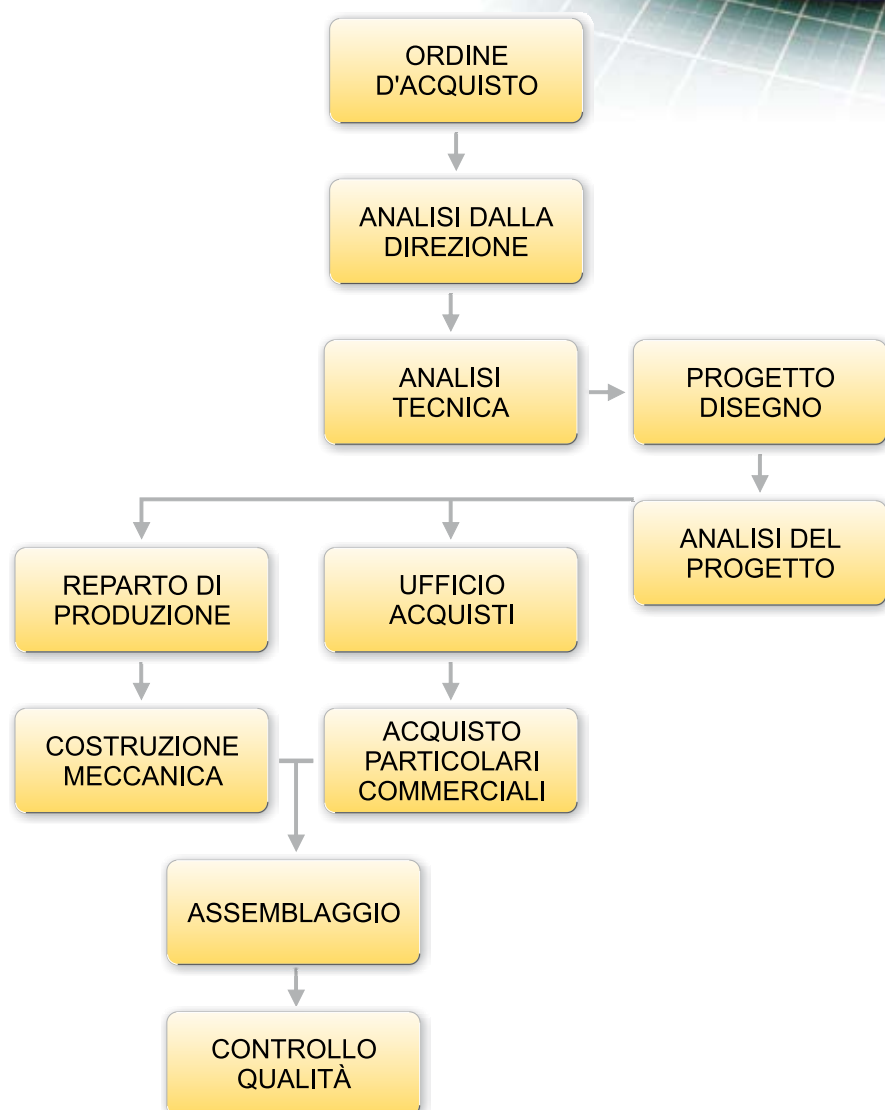 ORDINE
D'ACQUISTO
ANALISI DALLA
DIREZIONE
ANALISI
TECNICA
PROGETTO
DISEGNO
ANALISI DEL
PROGETTO
REPARTO DI
PRODUZIONE
UFFICIO
ACQUISTI
COSTRUZIONE
MECCANICA
ACQUISTO
PARTICOLARI
COMMERCIALI
ASSEMBLAGGIO
CONTROLLO
QUALITÀ